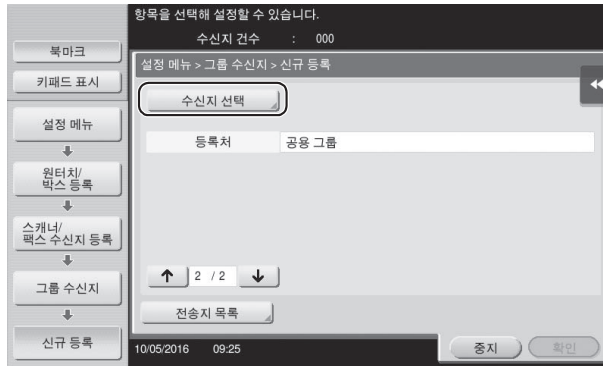 항목을 선택해 설정할 수 있습니다.
수신지 건수 : 000
북마크
키패드 표시
설정 메뉴
원터치/
박스 등록
스캐너/
팩스 수신지 등록
그룹 수신지
신규 등록
설정 메뉴 > 그룹 수신지 > 신규 등록
수신지 선택
등록처 공용 그룹
2 / 2
전송지 목록
10/05/2016 09:25
중지
확인